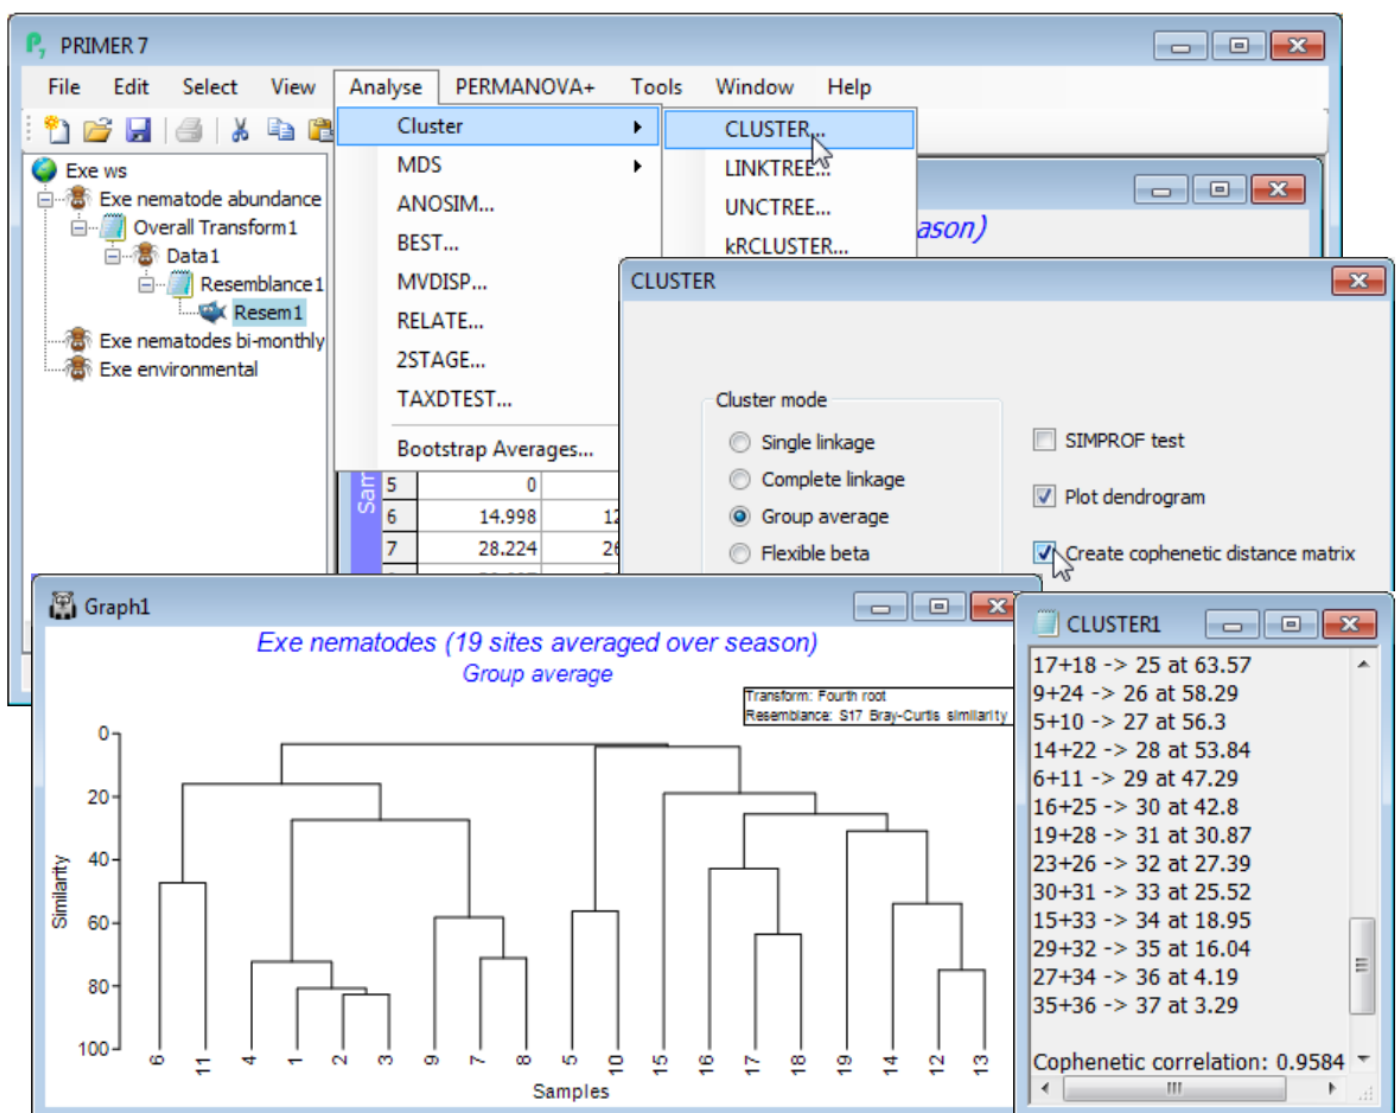 PRIMER 7
File Edit Select View Analyse PERMANOVA+ Tools Window Help
Cluster
MDS
ANOSIM...
BEST...
MVDISP...
RELATE...
2STAGE...
TAXDTEST...
Bootstrap Averages...
CLUSTER...
LINKTREE...
UNCTREE...
kRCLUSTER...
Exe ws
Exe nematode abundance
Overall Transform1
Data1
Resemblance1
Resem1
Exe nematodes bi-monthly
Exe environmental
ason)
Sam
5 0
6 14.998 12
7 28.224 26
CLUSTER
Cluster mode
Single linkage
Complete linkage
Group average
Flexible beta
SIMPROF test
Plot dendrogram
Create cophenetic distance matrix
Graph1
Exe nematodes (19 sites averaged over season)
Group average
Transform: Fourth root
Resemblance: S17 Bray-Curtis similarity
0
20
40
60
80
100
Similarity
6 11 4 1 2 3 9 7 8 5 10 15 16 17 18 19 14 12 13
Samples
CLUSTER1
17+18 -> 25 at 63.57
9+24 -> 26 at 58.29
5+10 -> 27 at 56.3
14+22 -> 28 at 53.84
6+11 -> 29 at 47.29
16+25 -> 30 at 42.8
19+28 -> 31 at 30.87
23+26 -> 32 at 27.39
30+31 -> 33 at 25.52
15+33 -> 34 at 18.95
29+32 -> 35 at 16.04
27+34 -> 36 at 4.19
35+36 -> 37 at 3.29
Cophenetic correlation: 0.9584